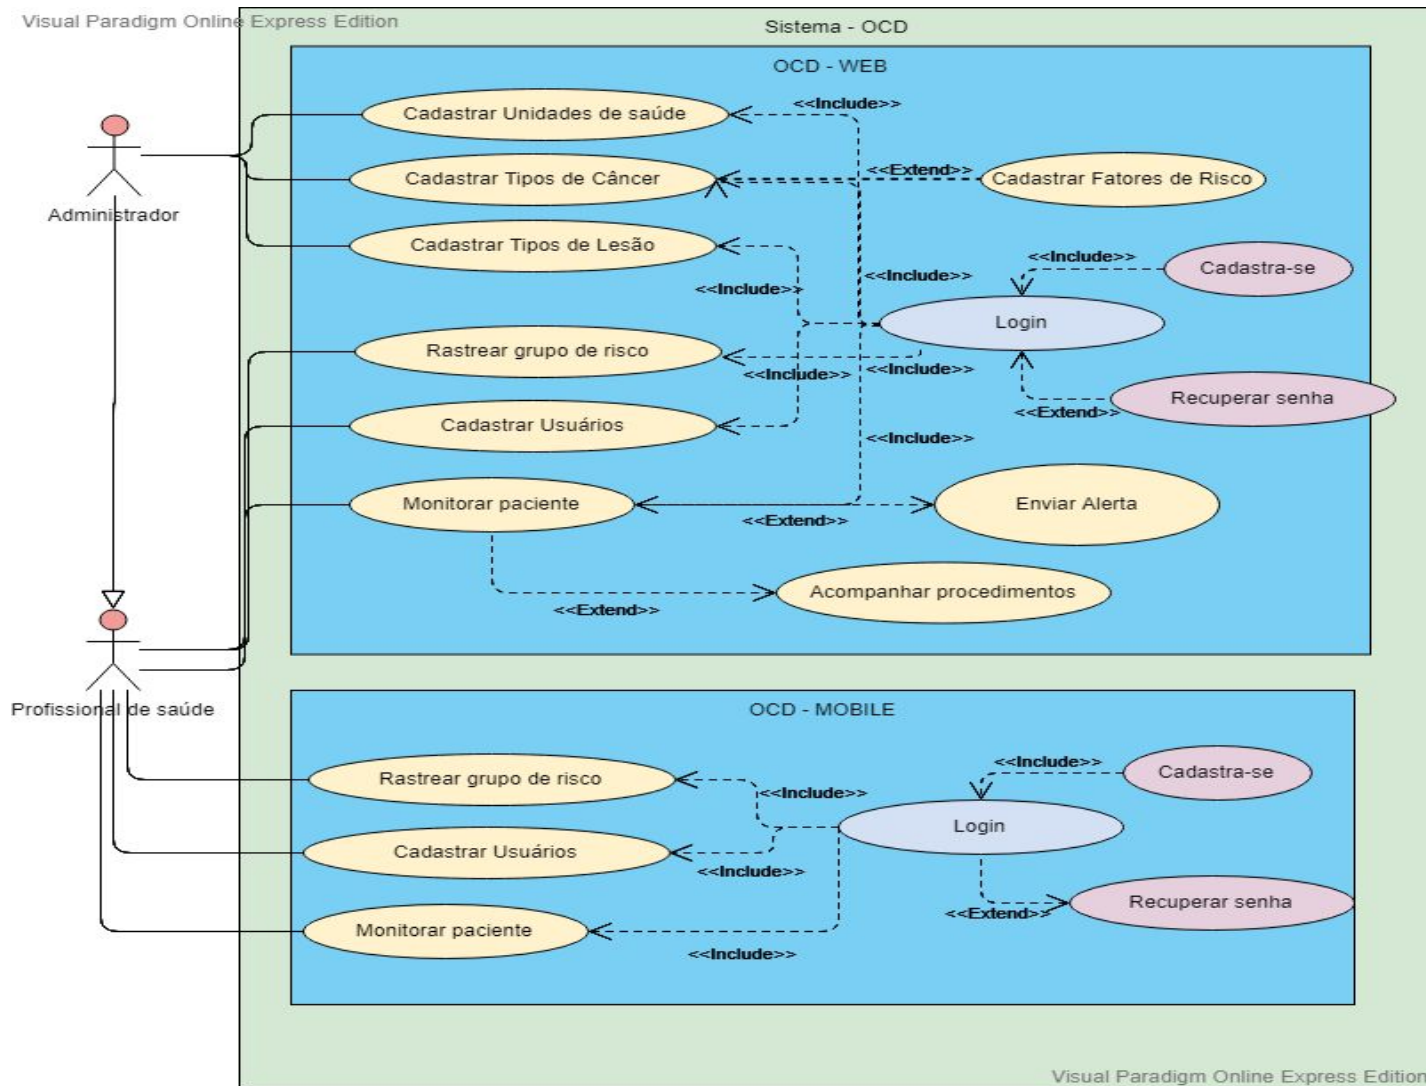 Visual Paradigm Online Express Edition
Sistema - OCD
OCD - WEB
<<Include>>
Cadastrar Unidades de saúde
Administrador
<<Extend>>
Cadastrar Tipos de Câncer
Cadastrar Fatores de Risco
Cadastrar Tipos de Lesão
<<Include>>
Cadastra-se
<<Include>>
<<Include>>
Login
Rastrear grupo de risco
<<Include>>
<<Include>>
Recuperar senha
<<Extend>>
Cadastrar Usuários
<<Include>>
Monitorar paciente
Enviar Alerta
<<Extend>>
Acompanhar procedimentos
<<Extend>>
Profissional de saúde
OCD - MOBILE
<<Include>>
Cadastra-se
Rastrear grupo de risco
<<Include>>
Login
Cadastrar Usuários
<<Include>>
Recuperar senha
<<Extend>>
Monitorar paciente
<<Include>>
Visual Paradigm Online Express Edition